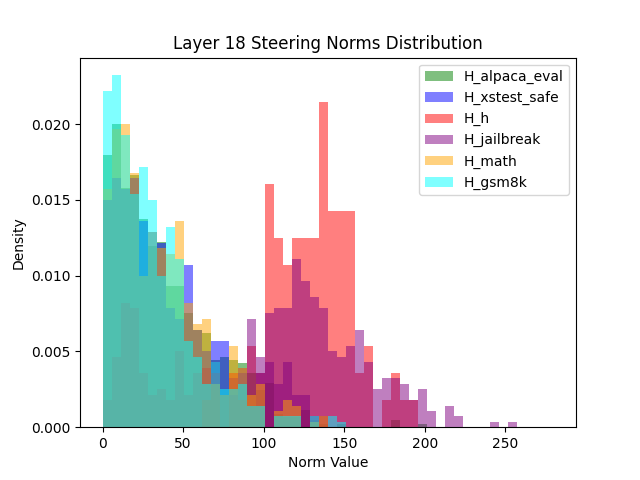 Layer 18 Steering Norms Distribution
H_alpaca_eval
H_xstest_safe
H_h
H_jailbreak
H_math
H_gsm8k
Density
0.020
0.015
0.010
0.005
0.000
0
50
100
150
200
250
Norm Value